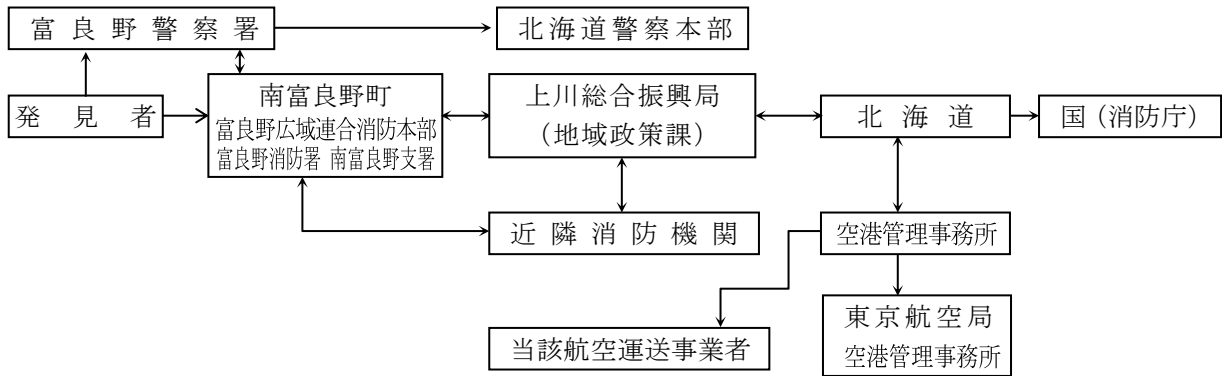 富良野警察署
北海道警察本部
発見者
南富良野町
富良野広域連合消防本部
富良野消防署 南富良野支署
上川総合振興局
（地域政策課）
北海道
国（消防庁）
近隣消防機関
空港管理事務所
当該航空運送事業者
東京航空局
空港管理事務所